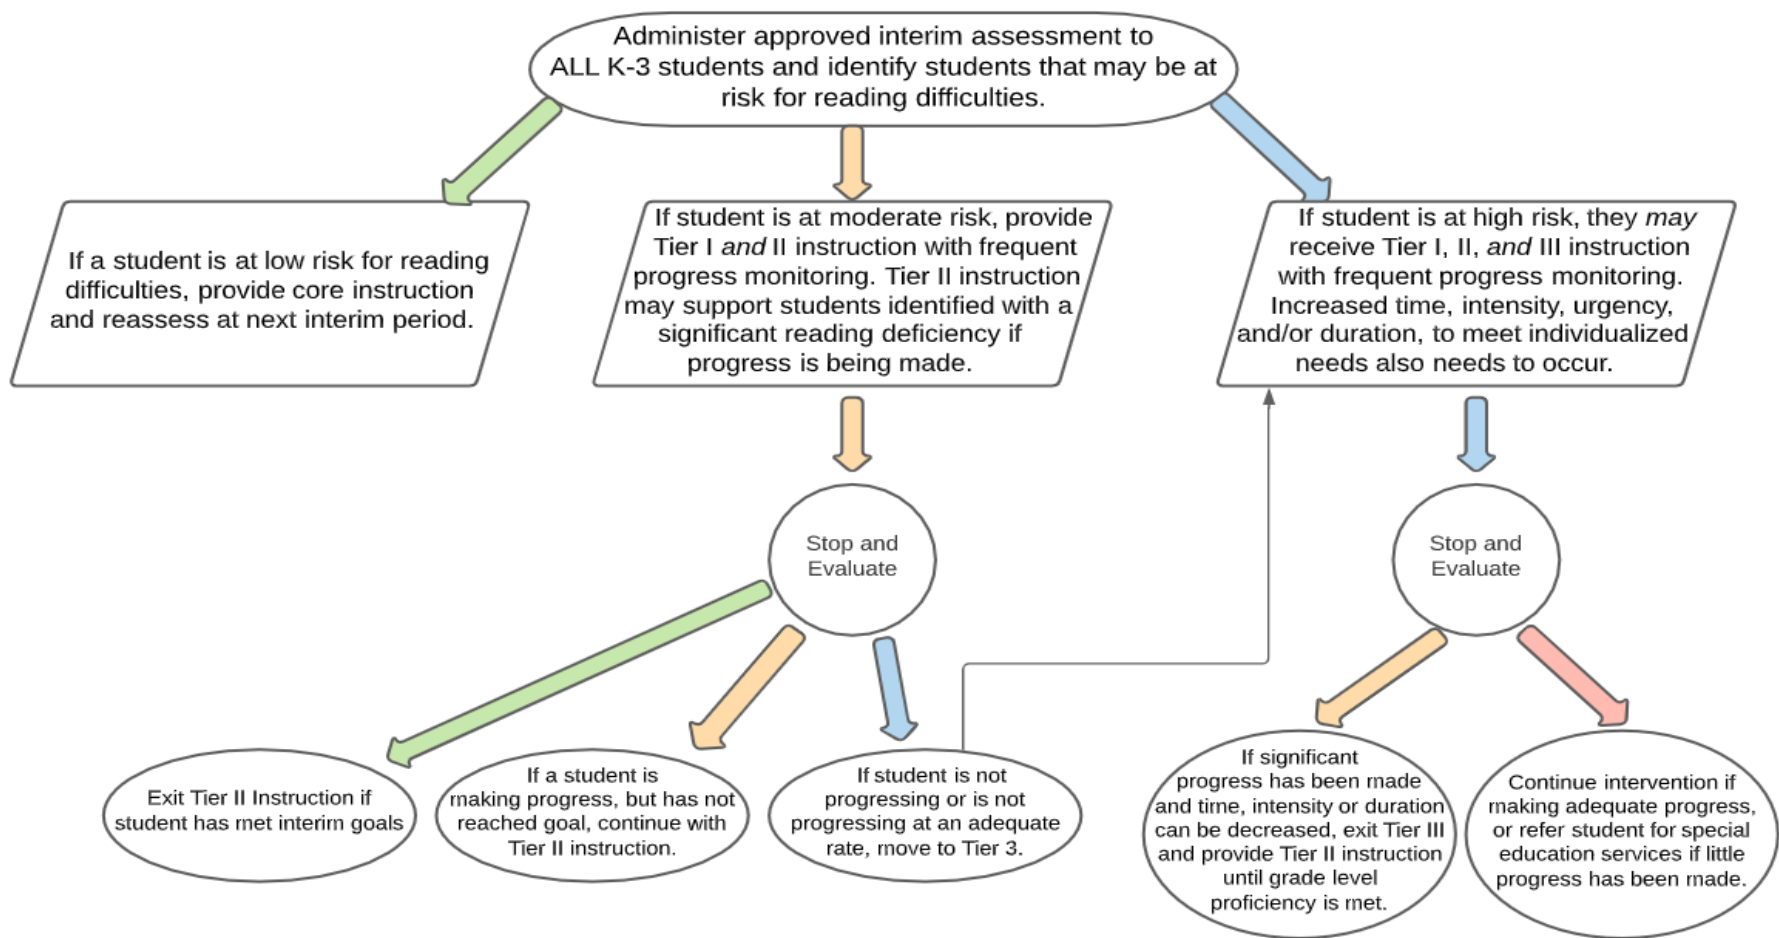 Administer approved interim assessment to
ALL K-3 students and identify students that may be at
risk for reading difficulties.
If a student is at low risk for reading
difficulties, provide core instruction
and reassess at next interim period.
If student is at moderate risk, provide
Tier I and II instruction with frequent
progress monitoring. Tier II instruction
may support students identified with a
significant reading deficiency if
progress is being made.
If student is at high risk, they may
receive Tier I, II, and III instruction
with frequent progress monitoring.
Increased time, intensity, urgency,
and/or duration, to meet individualized
needs also needs to occur.
Stop and
Evaluate
Stop and
Evaluate
Exit Tier II Instruction if
student has met interim goals
If a student is
making progress, but has not
reached goal, continue with
Tier II instruction.
If student is not
progressing or is not
progressing at an adequate
rate, move to Tier 3.
If significant
progress has been made
and time, intensity or duration
can be decreased, exit Tier III
and provide Tier II instruction
until grade level
proficiency is met.
Continue intervention if
making adequate progress,
or refer student for special
education services if little
progress has been made.